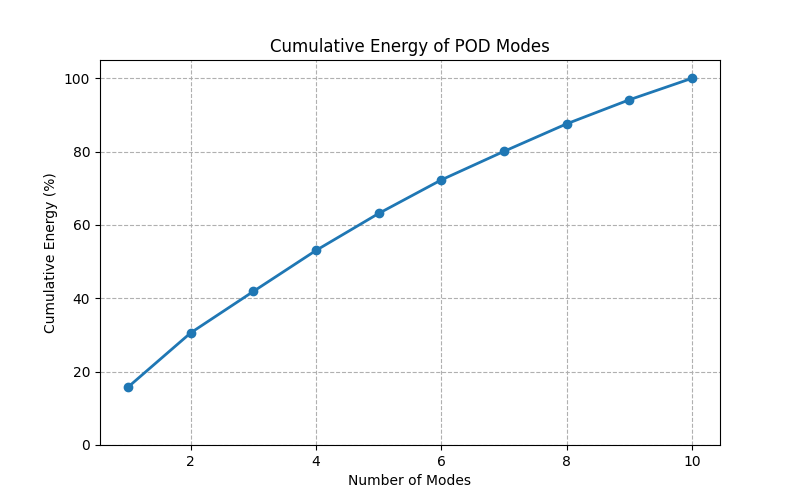 Cumulative Energy of POD Modes
Cumulative Energy (%)
100
80
60
40
20
0
2 4 6 8 10
Number of Modes